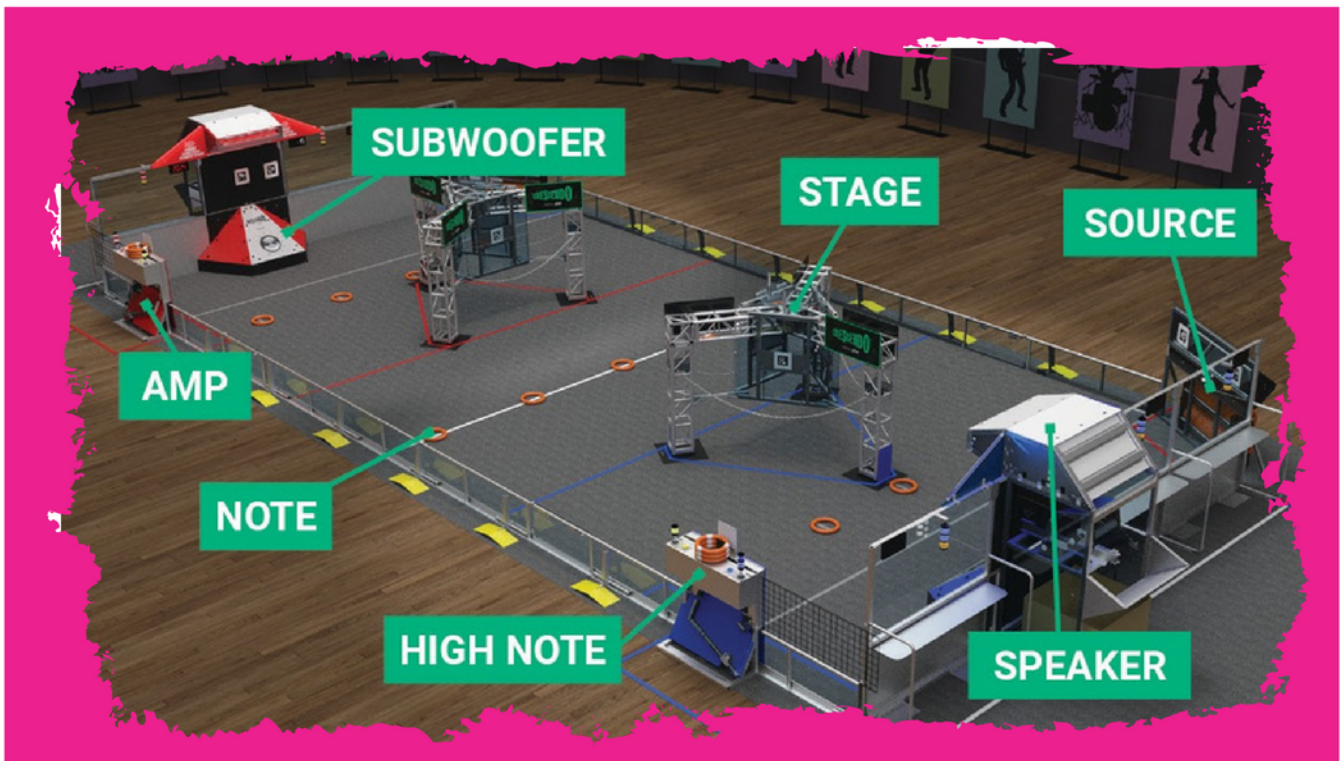 SUBWOOFER
STAGE
SOURCE
AMP
NOTE
HIGH NOTE
SPEAKER